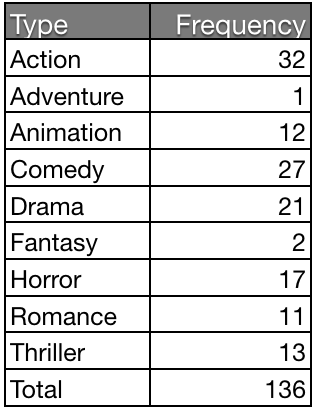 Type Frequency
Action 32
Adventure 1
Animation 12
Comedy 27
Drama 21
Fantasy 2
Horror 17
Romance 11
Thriller 13
Total 136